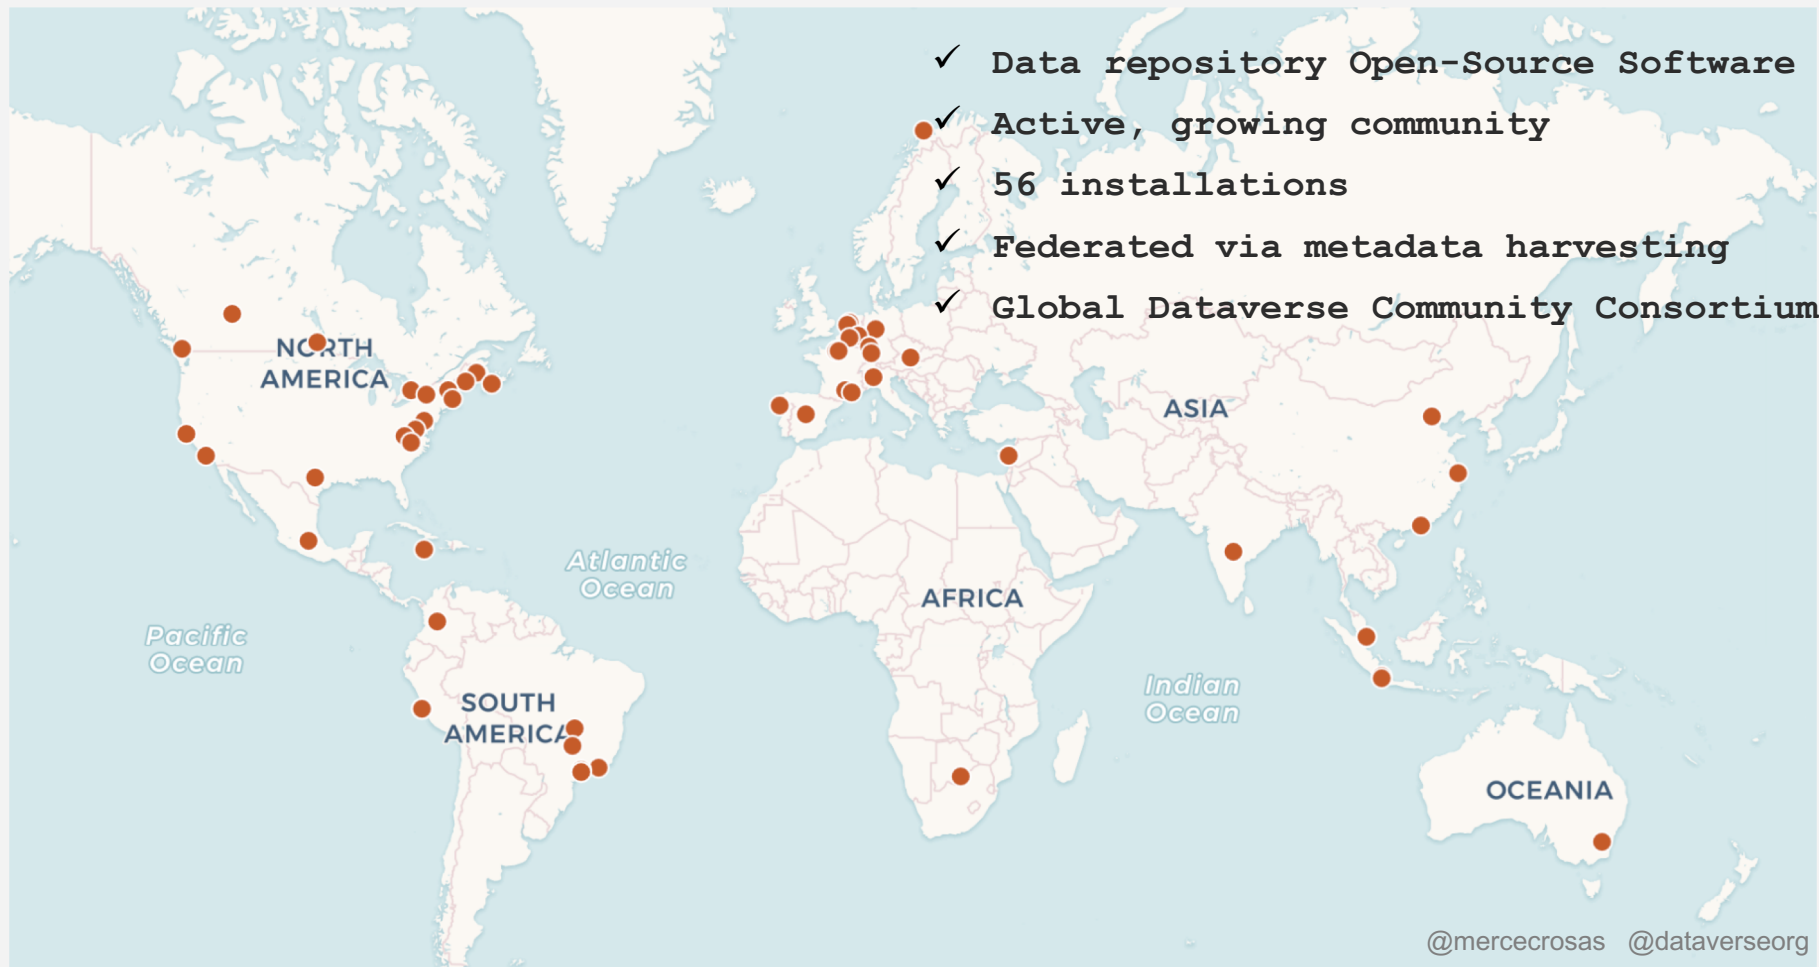 ✓ Data repository Open-Source Software
✓ Active, growing community
✓ 56 installations
✓ Federated via metadata harvesting
✓ Global Dataverse Community Consortium
NORTH
AMERICA
ASIA
Atlantic
Ocean
AFRICA
Pacific
Ocean
SOUTH
AMERICA
Indian
Ocean
OCEANIA
@mercecrosas @dataverseorg